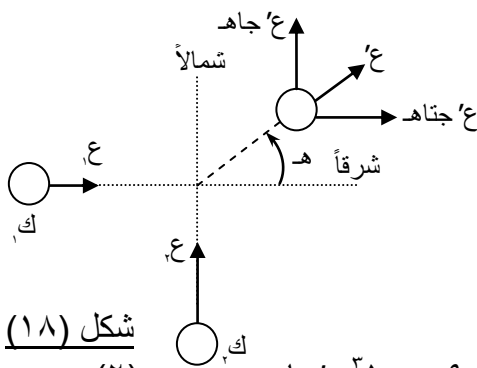 عَ جاهـ
شمالاً
عَ
عَ جتاهـ
شرقاً
هـ
ع١
ك١
ع٢
ك٢
شكل (١٨)